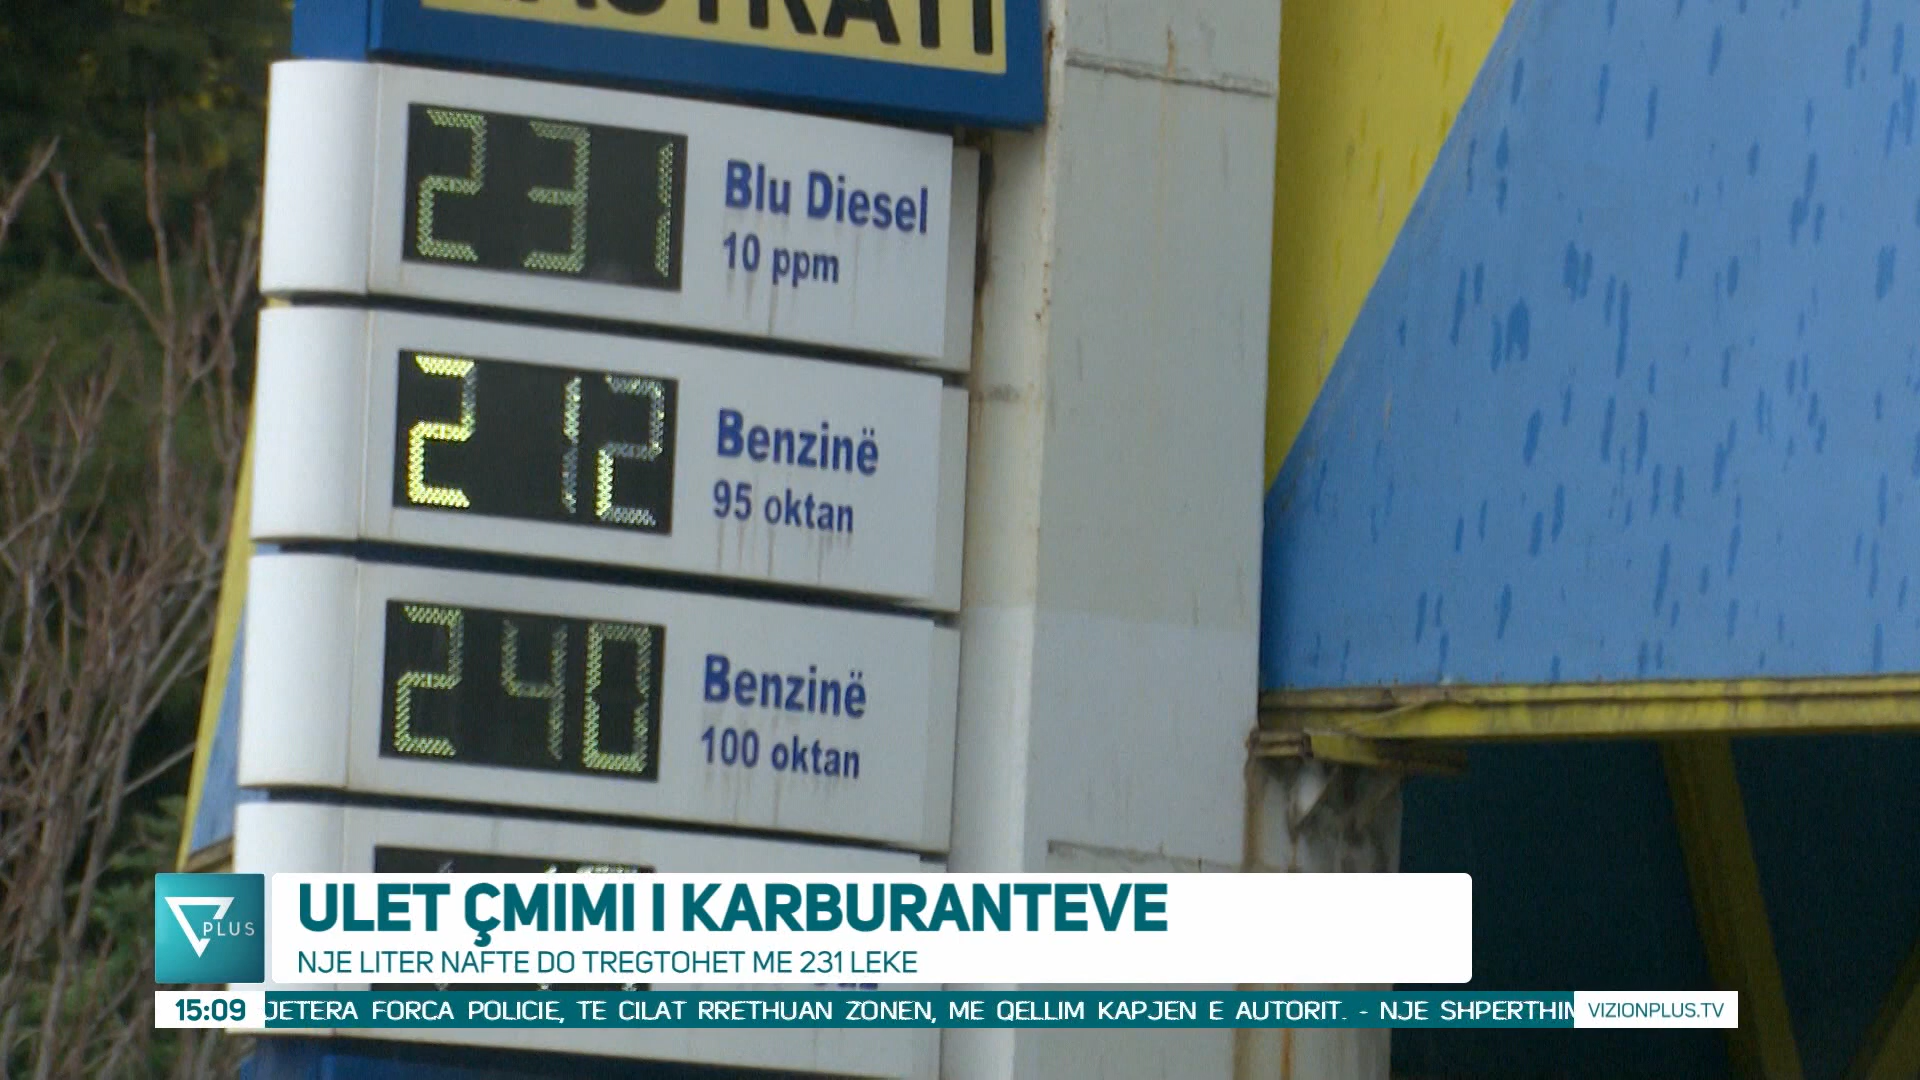 231 Blu Diesel
10 ppm
212 Benzinë
95 oktan
240 Benzinë
100 oktan
PLUS
ULET ÇMIMI I KARBURANTEVE
NJE LITER NAFTE DO TREGTOHET ME 231 LEKE
15:09 JETERA FORCA POLICIE, TE CILAT RRETHUAN ZONEN, ME QELLIM KAPJEN E AUTORIT. - NJE SHPERTHIM VIZIONPLUS.TV